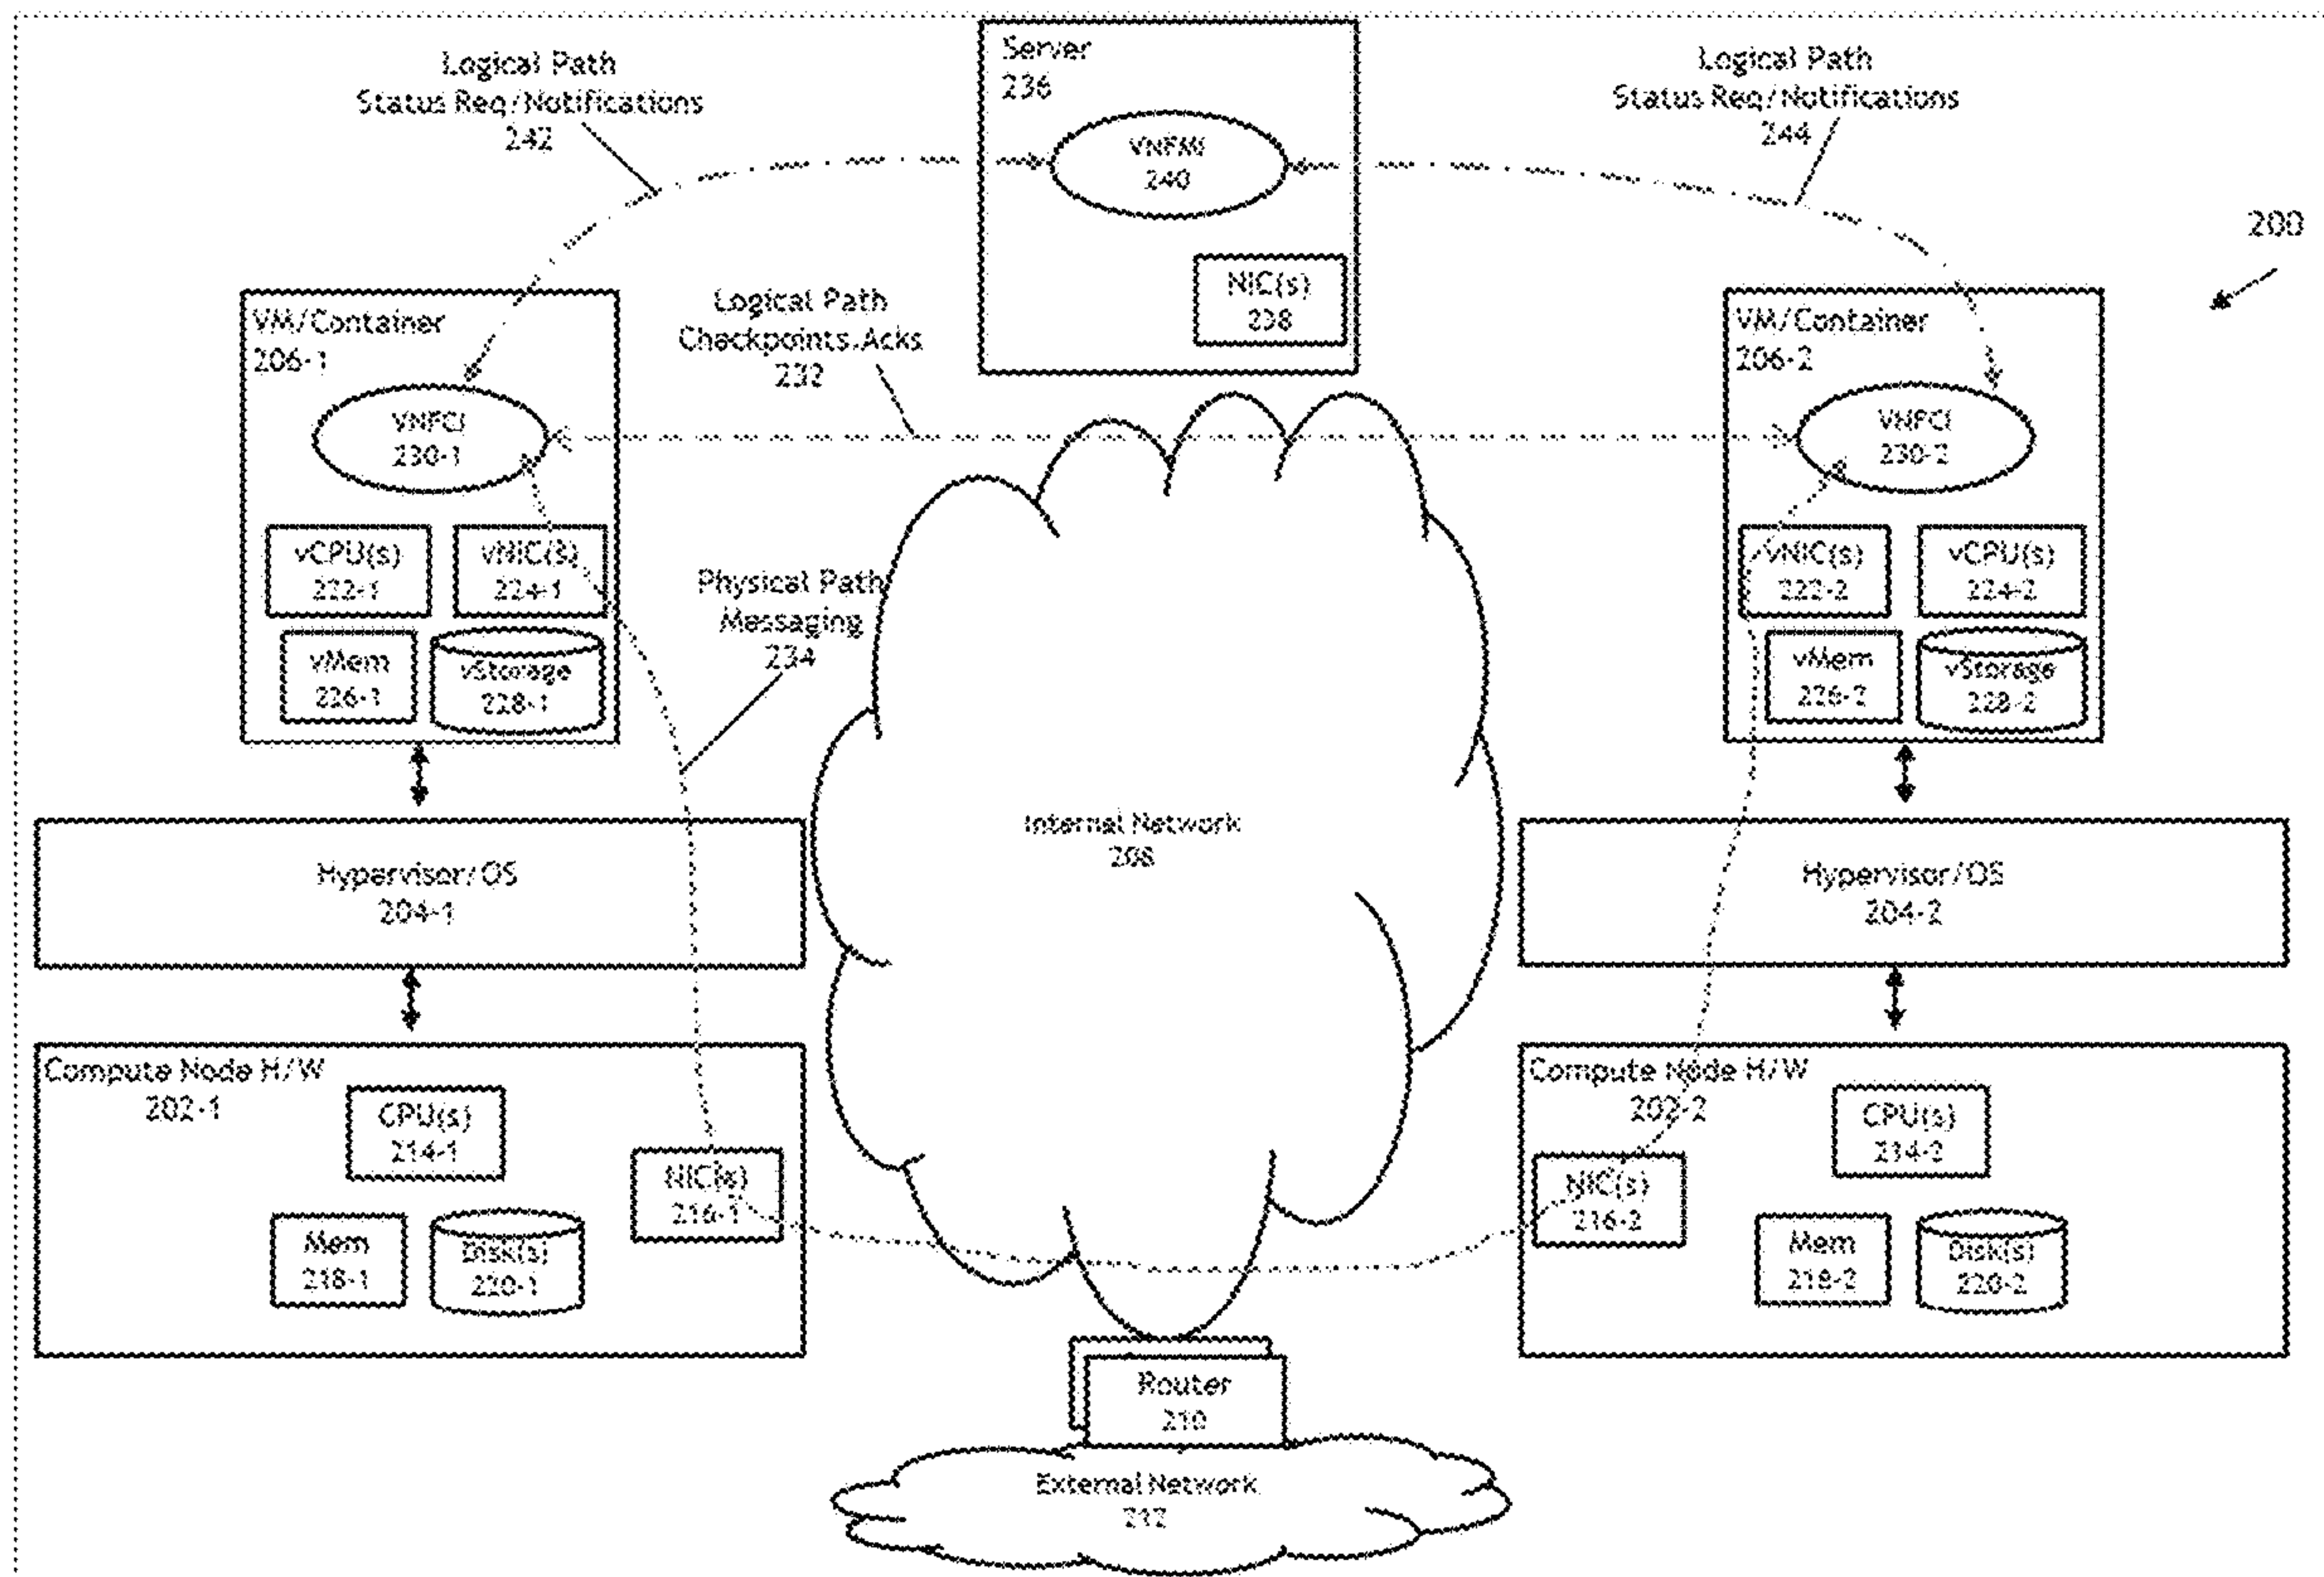 Server
236
Logical Path
Status Req/Notifications
242
Logical Path
Status Req/Notifications
244
VNFMI
240
200
NIC(s)
238
VM/Container
206-1
Logical Path
Checkpoints.Acks
232
VM/Container
206-2
VNFCI
230-1
VNFCI
230-2
vCPU(s)
222-1
vNIC(s)
224-1
Physical Path
Messaging
234
vNIC(s)
222-2
vCPU(s)
224-2
vMem
226-1
vStorage
228-1
vMem
226-2
vStorage
228-2
Internal Network
208
Hypervisor/OS
204-1
Hypervisor/OS
204-2
Compute Node H/W
202-1
CPU(s)
214-1
NIC(s)
216-1
Mem
218-1
Disk(s)
220-1
Compute Node H/W
202-2
CPU(s)
214-2
NIC(s)
216-2
Mem
218-2
Disk(s)
220-2
Router
210
External Network
212